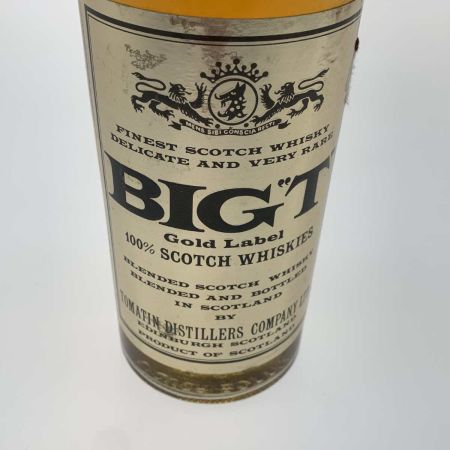 MENS SIBI CONSCIA RECTI
FINEST SCOTCH WHISKY
DELICATE AND VERY RARE
BIG "T"
Gold Label
100% SCOTCH WHISKIES
BLENDED SCOTCH WHISKY
BLENDED AND BOTTLED
IN SCOTLAND
BY
TOMATIN DISTILLERS COMPANY
EDINBURGH SCOTLAND
PRODUCT OF SCOTLAND